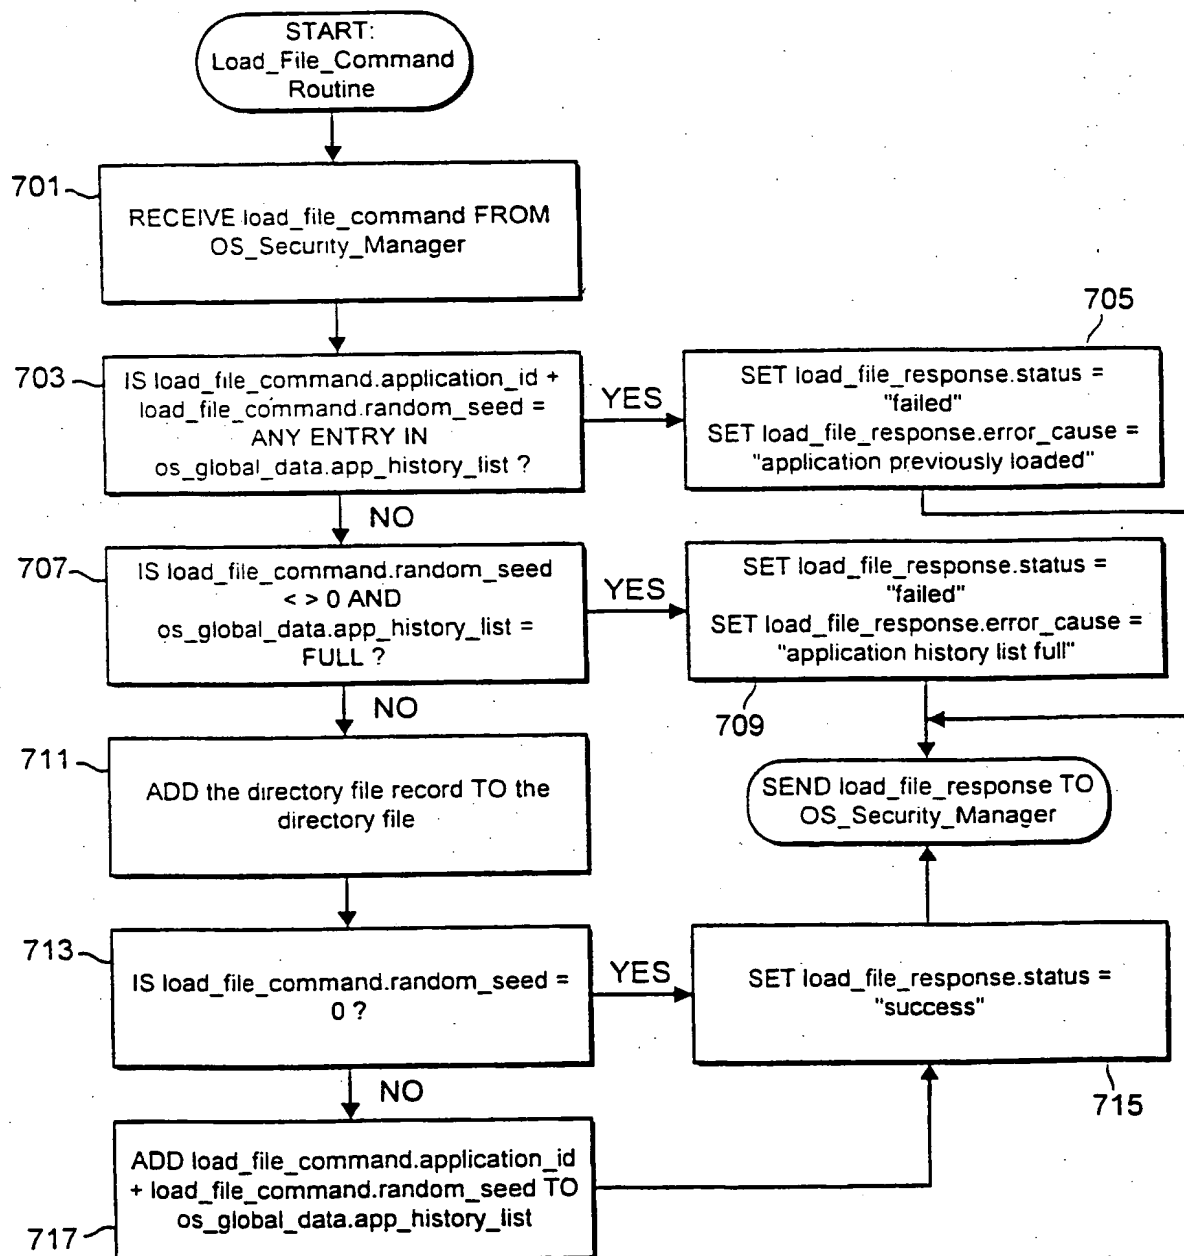 START:
Load_File_Command
Routine
701
RECEIVE load_file_command FROM
OS_Security_Manager
705
703
IS load_file_command.application_id +
load_file_command.random_seed =
ANY ENTRY IN
os_global_data.app_history_list ?
YES
SET load_file_response.status =
"failed"
SET load_file_response.error_cause =
"application previously loaded"
NO
707
IS load_file_command.random_seed
< > 0 AND
os_global_data.app_history_list =
FULL ?
YES
SET load_file_response.status =
"failed"
SET load_file_response.error_cause =
"application history list full"
709
NO
711
ADD the directory file record TO the
directory file
SEND load_file_response TO
OS_Security_Manager
713
IS load_file_command.random_seed =
0 ?
YES
SET load_file_response.status =
"success"
715
NO
717
ADD load_file_command.application_id
+ load_file_command.random_seed TO
os_global_data.app_history_list